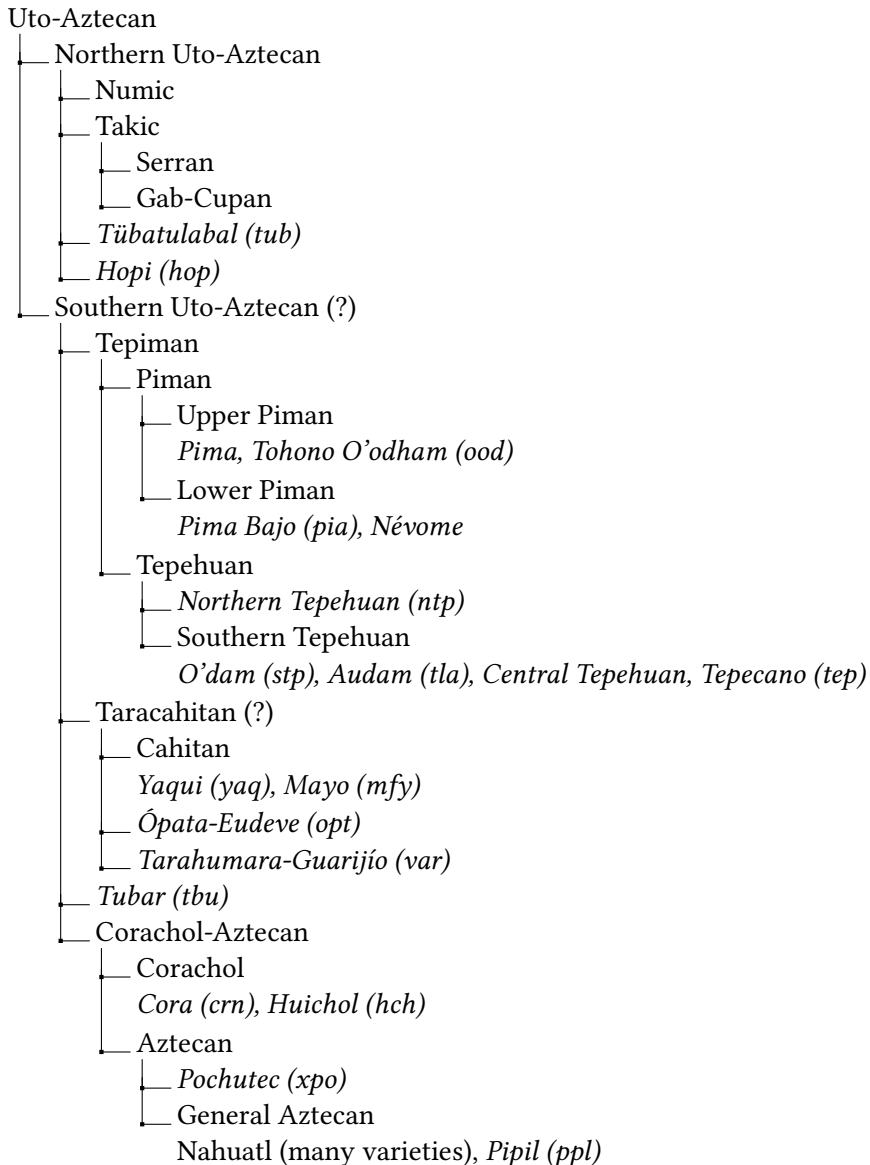 Uto-Aztecan
Northern Uto-Aztecan
Numic
Takic
Serran
Gab-Cupan
Tübatulabal (tub)
Hopi (hop)
Southern Uto-Aztecan (?)
Tepiman
Piman
Upper Piman
Pima, Tohono O’odham (ood)
Lower Piman
Pima Bajo (pia), Névome
Tepehuan
Northern Tepehuan (ntp)
Southern Tepehuan
O’dam (stp), Audam (tla), Central Tepehuan, Tepecano (tep)
Taracahitan (?)
Cahitan
Yaqui (yaq), Mayo (mfy)
Ópata-Eudeve (opt)
Tarahumara-Guarijío (var)
Tubar (tbu)
Corachol-Aztecan
Corachol
Cora (crn), Huichol (hch)
Aztecan
Pochutec (xpo)
General Aztecan
Nahuatl (many varieties), Pipil (ppl)